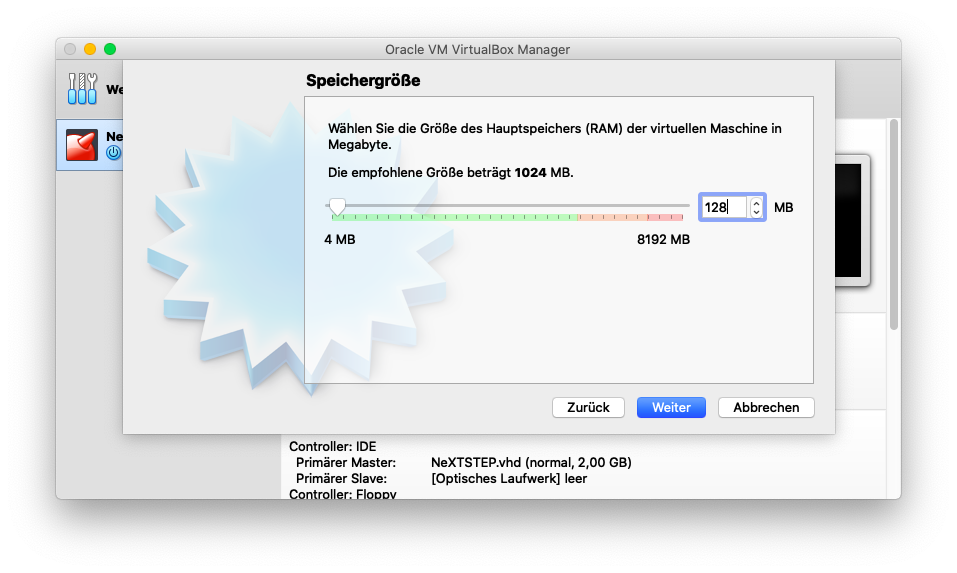 Oracle VM VirtualBox Manager
Speichergröße
We
Ne
Wählen Sie die Größe des Hauptspeichers (RAM) der virtuellen Maschine in
Megabyte.
Die empfohlene Größe beträgt 1024 MB.
128 MB
4 MB 8192 MB
Zurück Weiter Abbrechen
Controller: IDE
Primärer Master: NeXTSTEP.vhd (normal, 2,00 GB)
Primärer Slave: [Optisches Laufwerk] leer
Controller: Floppy